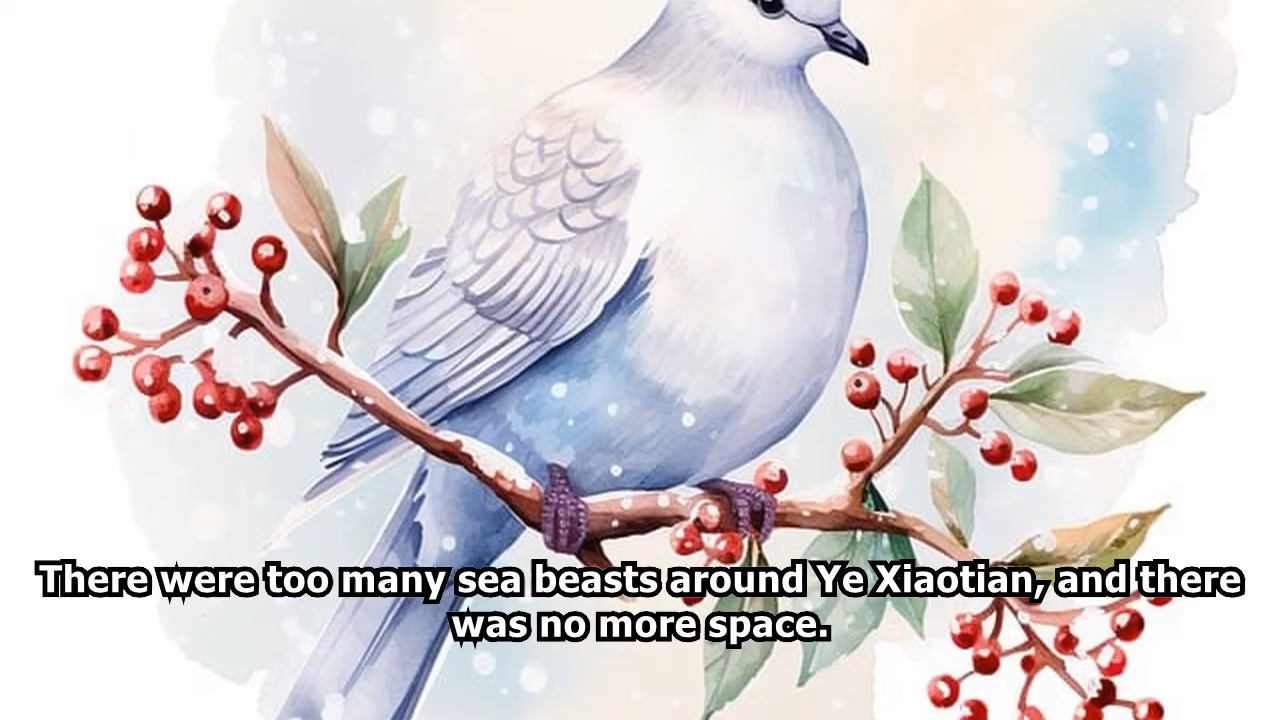 There were too many sea beasts around Ye Xiaotian, and there
was no more space.